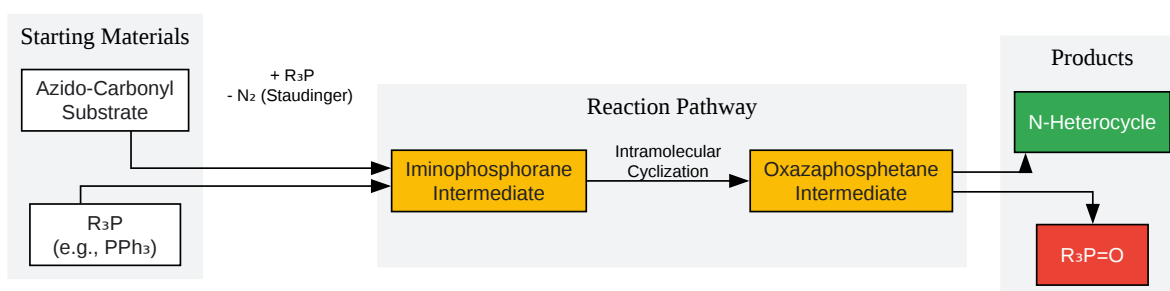 Starting Materials
Azido-Carbonyl
Substrate
R₃P
(e.g., PPh₃)
+ R₃P
- N₂ (Staudinger)
Reaction Pathway
Iminophosphorane
Intermediate
Intramolecular
Cyclization
Oxazaphosphetane
Intermediate
Products
N-Heterocycle
R₃P=O